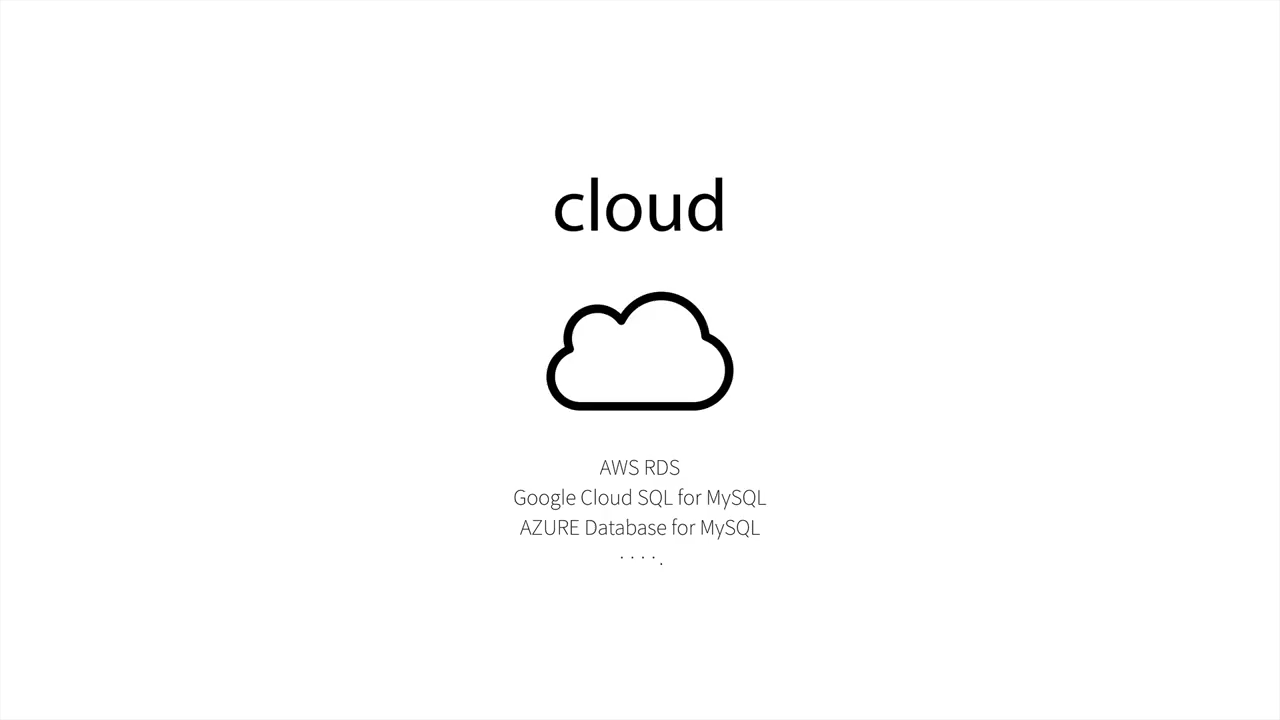 cloud
AWS RDS
Google Cloud SQL for MySQL
AZURE Database for MySQL
· · · · .